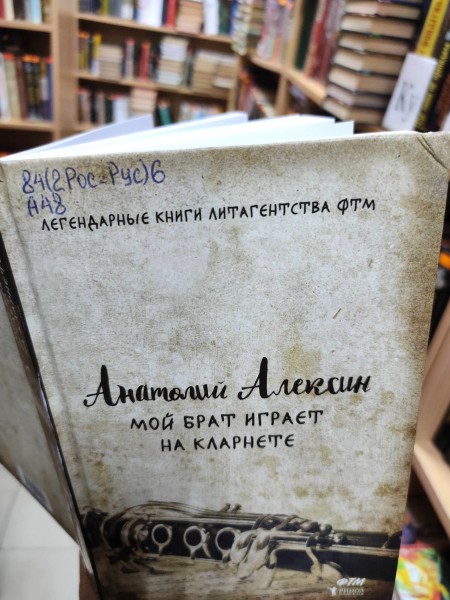 84(2Рос=Рус)6
А48
ЛЕГЕНДАРНЫЕ КНИГИ ЛИТАГЕНТСТВА ФТМ
Анатолий Алексин
МОЙ БРАТ ИГРАЕТ
НА КЛАРНЕТЕ
ФТМ